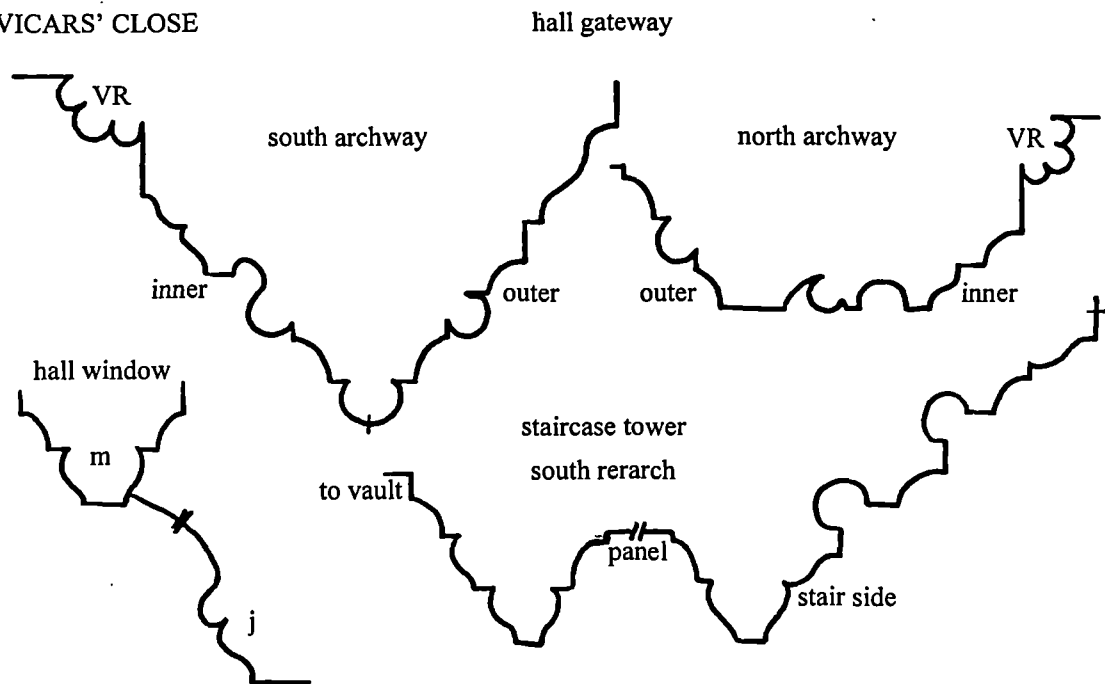 VICARS' CLOSE
hall gateway
VR
south archway
north archway
VR
inner
outer
outer
inner
hall window
m
j
staircase tower
south rerarch
to vault
panel
stair side